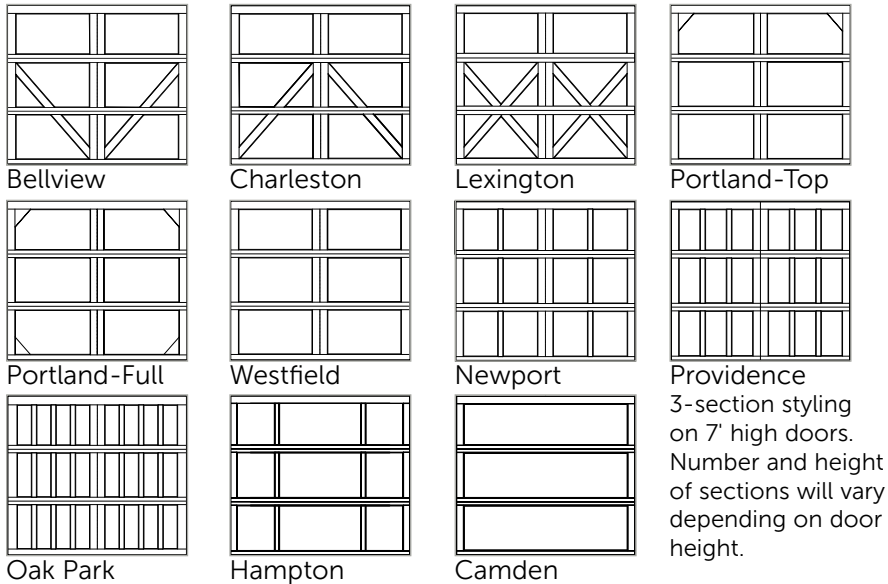 Bellview
Charleston
Lexington
Portland-Top
Portland-Full
Westfield
Newport
Providence
3-section styling
on 7' high doors.
Number and height
of sections will vary
depending on door
height.
Oak Park
Hampton
Camden